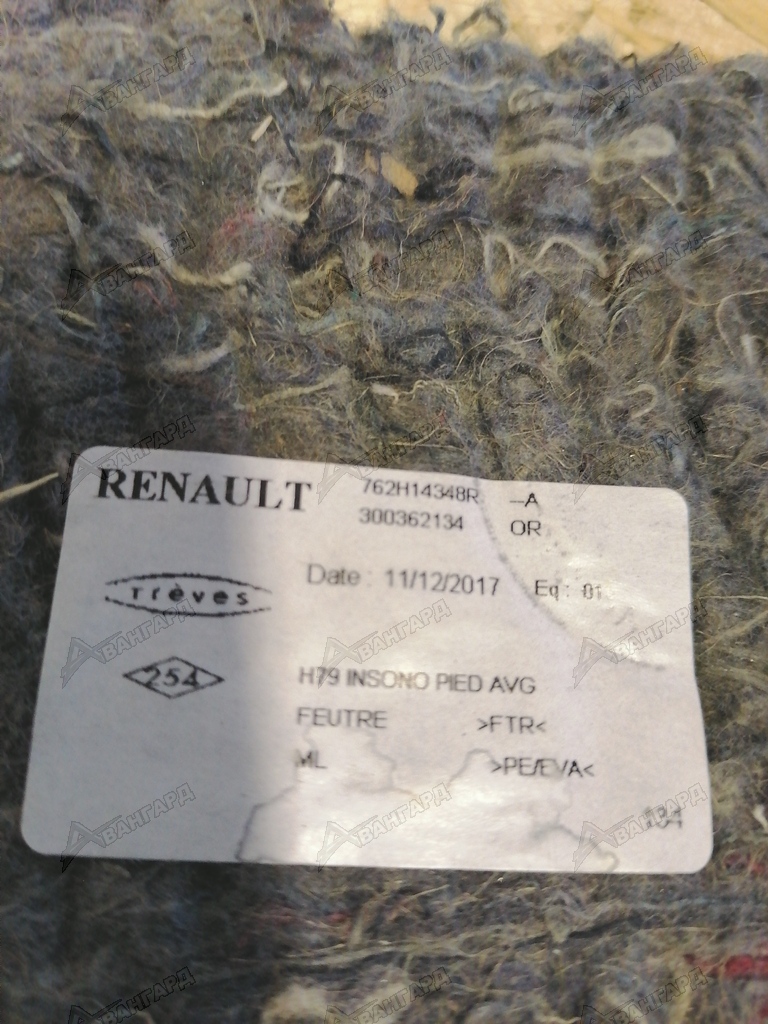 RENAULT 762H14348R -A
300362134 OR
Date : 11/12/2017 Eq : 01
Trèves
254
H79 INSONO PIED AVG
FEUTRE >FTR<
ML >PE/EVA<
АВАНГАРД